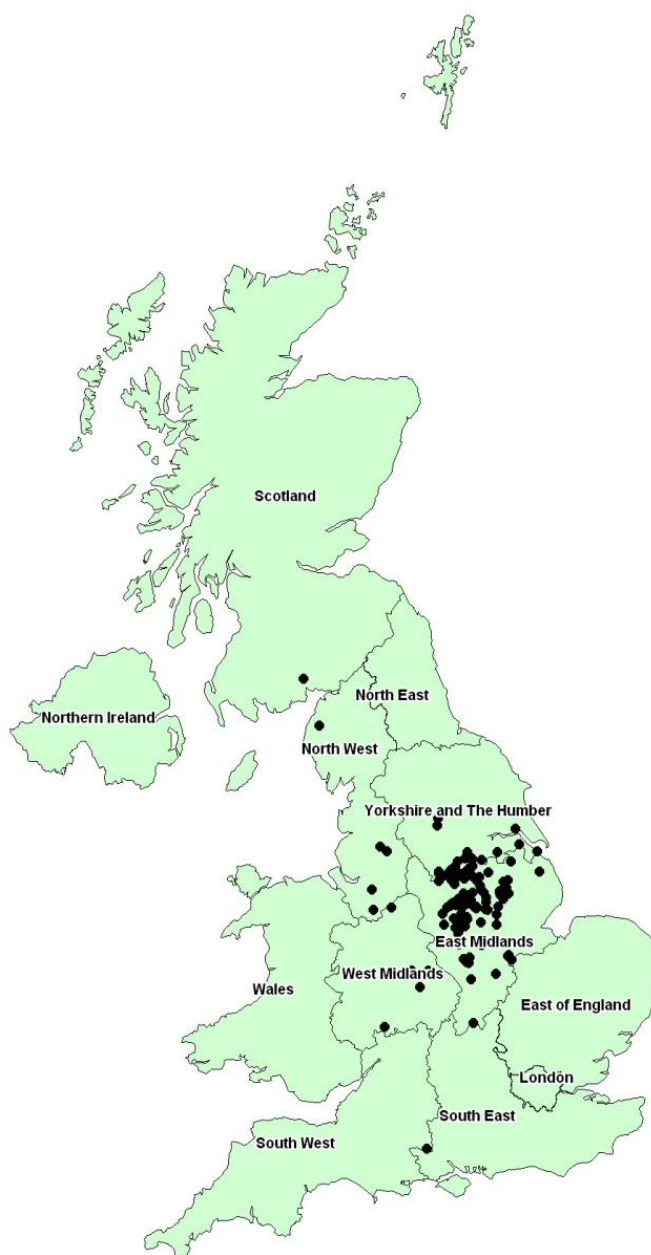 Scotland
North East
Northern Ireland
North West
Yorkshire and The Humber
East Midlands
West Midlands
Wales
East of England
London
South East
South West